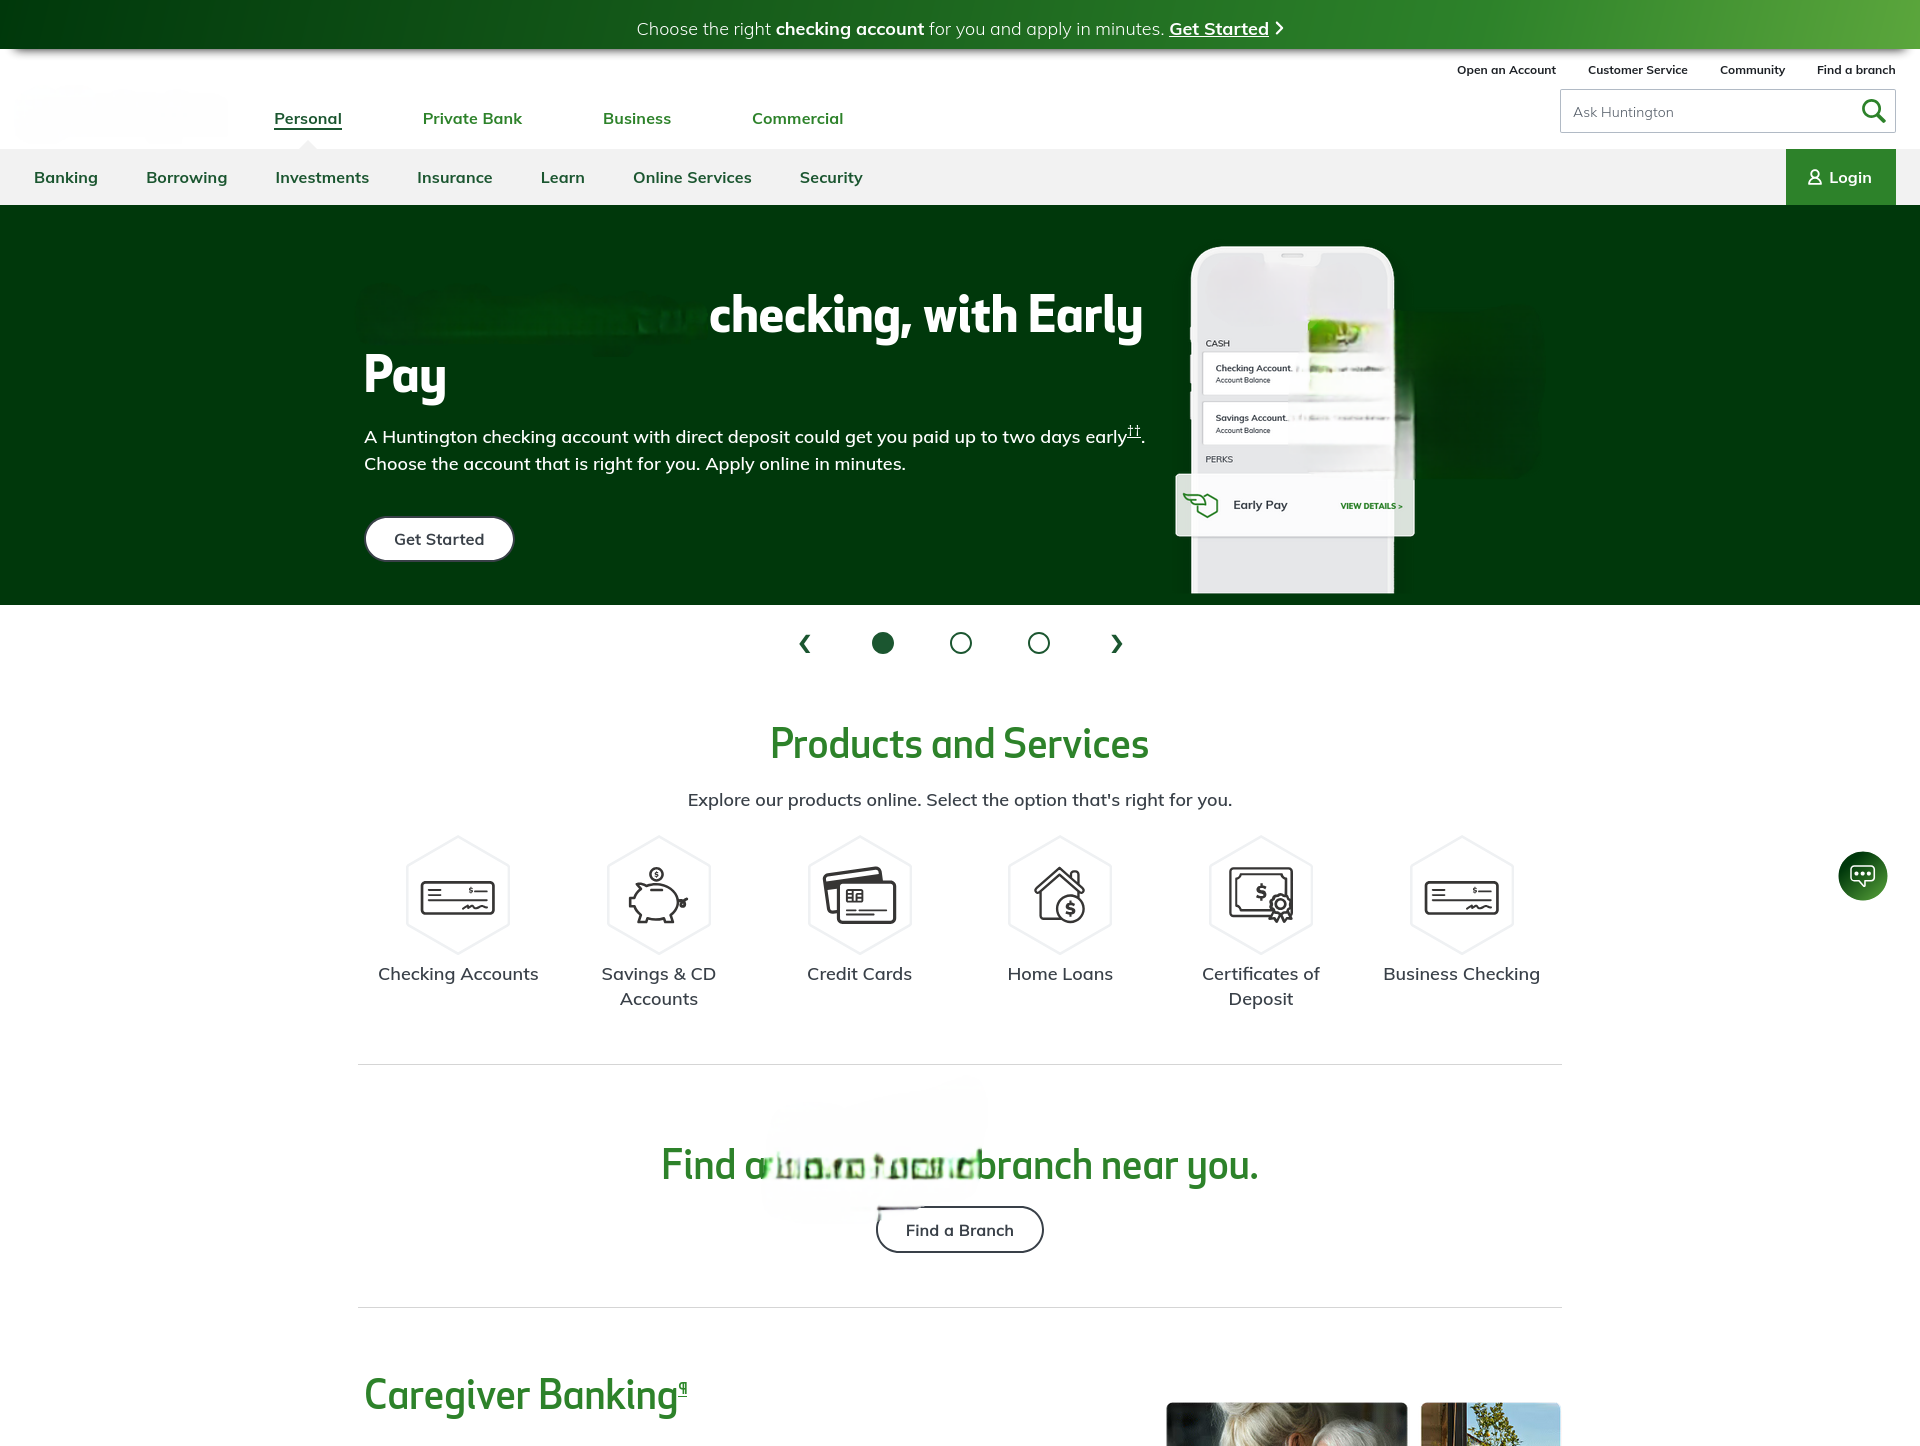 Choose the right checking account for you and apply in minutes. Get Started
Open an Account
Customer Service
Community
Find a branch
Personal
Private Bank
Business
Commercial
Ask Huntington
Banking
Borrowing
Investments
Insurance
Learn
Online Services
Security
Login
checking, with Early
Pay
A Huntington checking account with direct deposit could get you paid up to two days early††.
Choose the account that is right for you. Apply online in minutes.
Get Started
CASH
Checking Account
Account Balance
Savings Account
Account Balance
PERKS
Early Pay
VIEW DETAILS >
Products and Services
Explore our products online. Select the option that's right for you.
Checking Accounts
Savings & CD
Accounts
Credit Cards
Home Loans
Certificates of
Deposit
Business Checking
Find a branch near you.
Find a Branch
Caregiver Banking¶